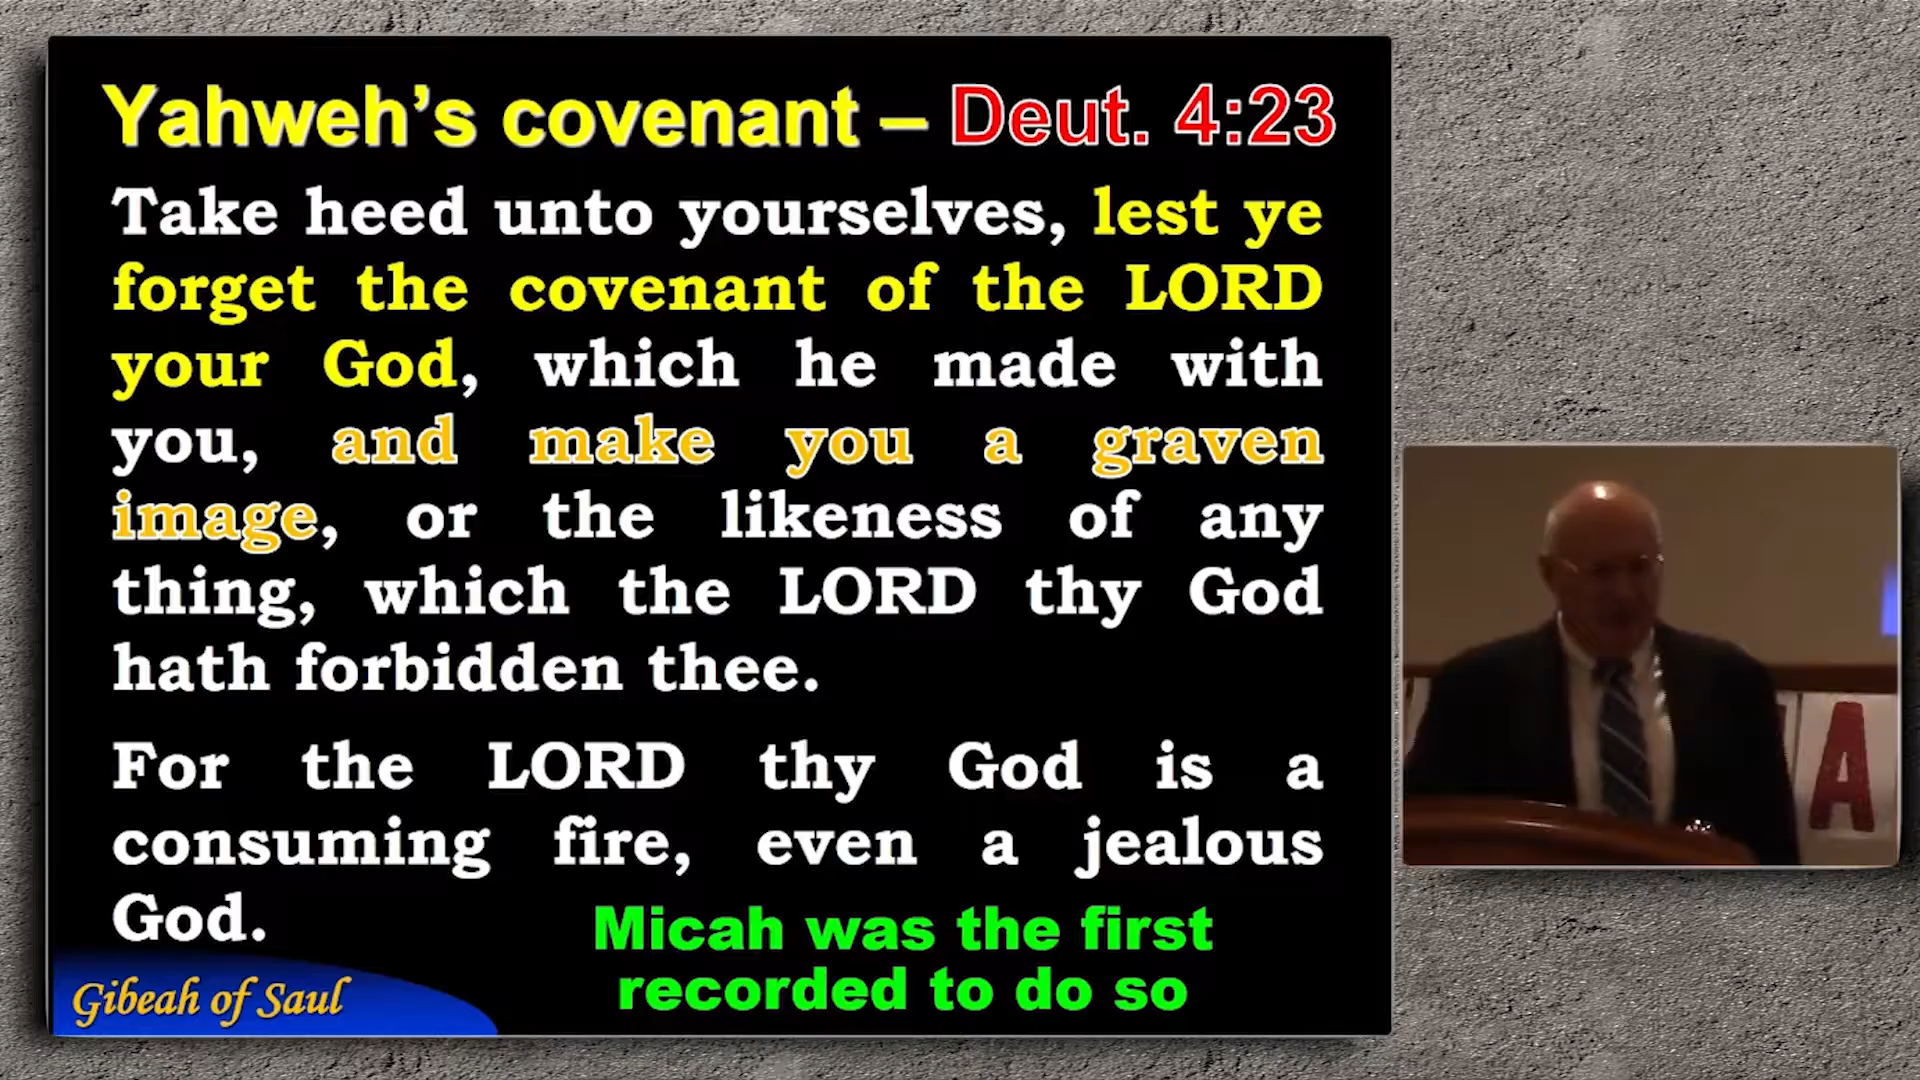 Yahweh’s covenant – Deut. 4:23
Take heed unto yourselves, lest ye
forget the covenant of the LORD
your God, which he made with
you, and make you a graven
image, or the likeness of any
thing, which the LORD thy God
hath forbidden thee.
For the LORD thy God is a
consuming fire, even a jealous
God.
Micah was the first
recorded to do so
Gibeah of Saul
A